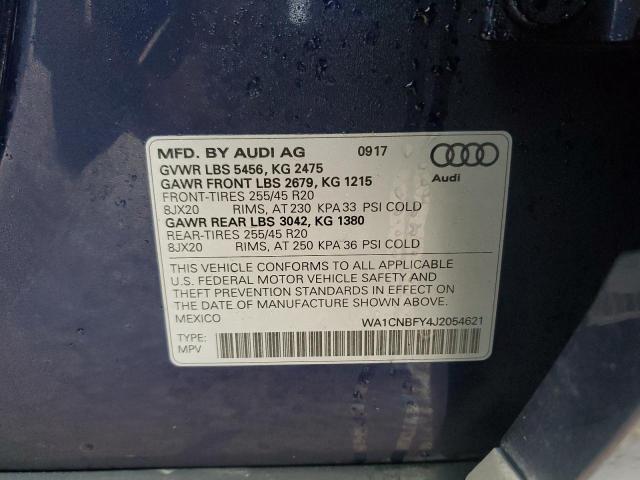 MFD. BY AUDI AG 0917
GVWR LBS 5456, KG 2475
GAWR FRONT LBS 2679, KG 1215
FRONT-TIRES 255/45 R20
8JX20 RIMS, AT 230 KPA 33 PSI COLD
GAWR REAR LBS 3042, KG 1380
REAR-TIRES 255/45 R20
8JX20 RIMS, AT 250 KPA 36 PSI COLD
Audi
THIS VEHICLE CONFORMS TO ALL APPLICABLE
U.S. FEDERAL MOTOR VEHICLE SAFETY AND
THEFT PREVENTION STANDARDS IN EFFECT ON
THE DATE OF MANUFACTURE SHOWN ABOVE.
MEXICO WA1CNBFY4J2054621
TYPE:
MPV